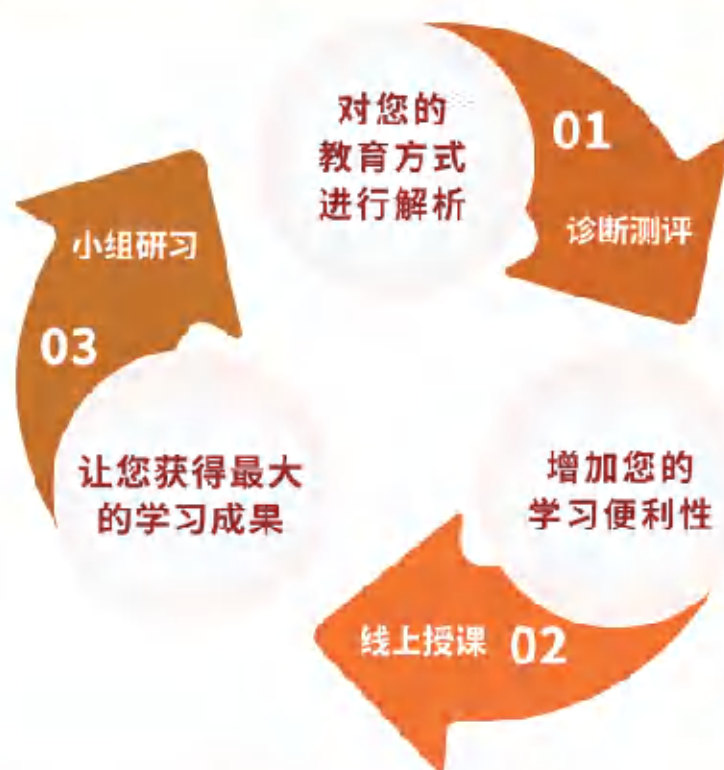 对您的
教育方式
进行解析
01
诊断测评
增加您的
学习便利性
线上授课 02
小组研习
03
让您获得最大
的学习成果